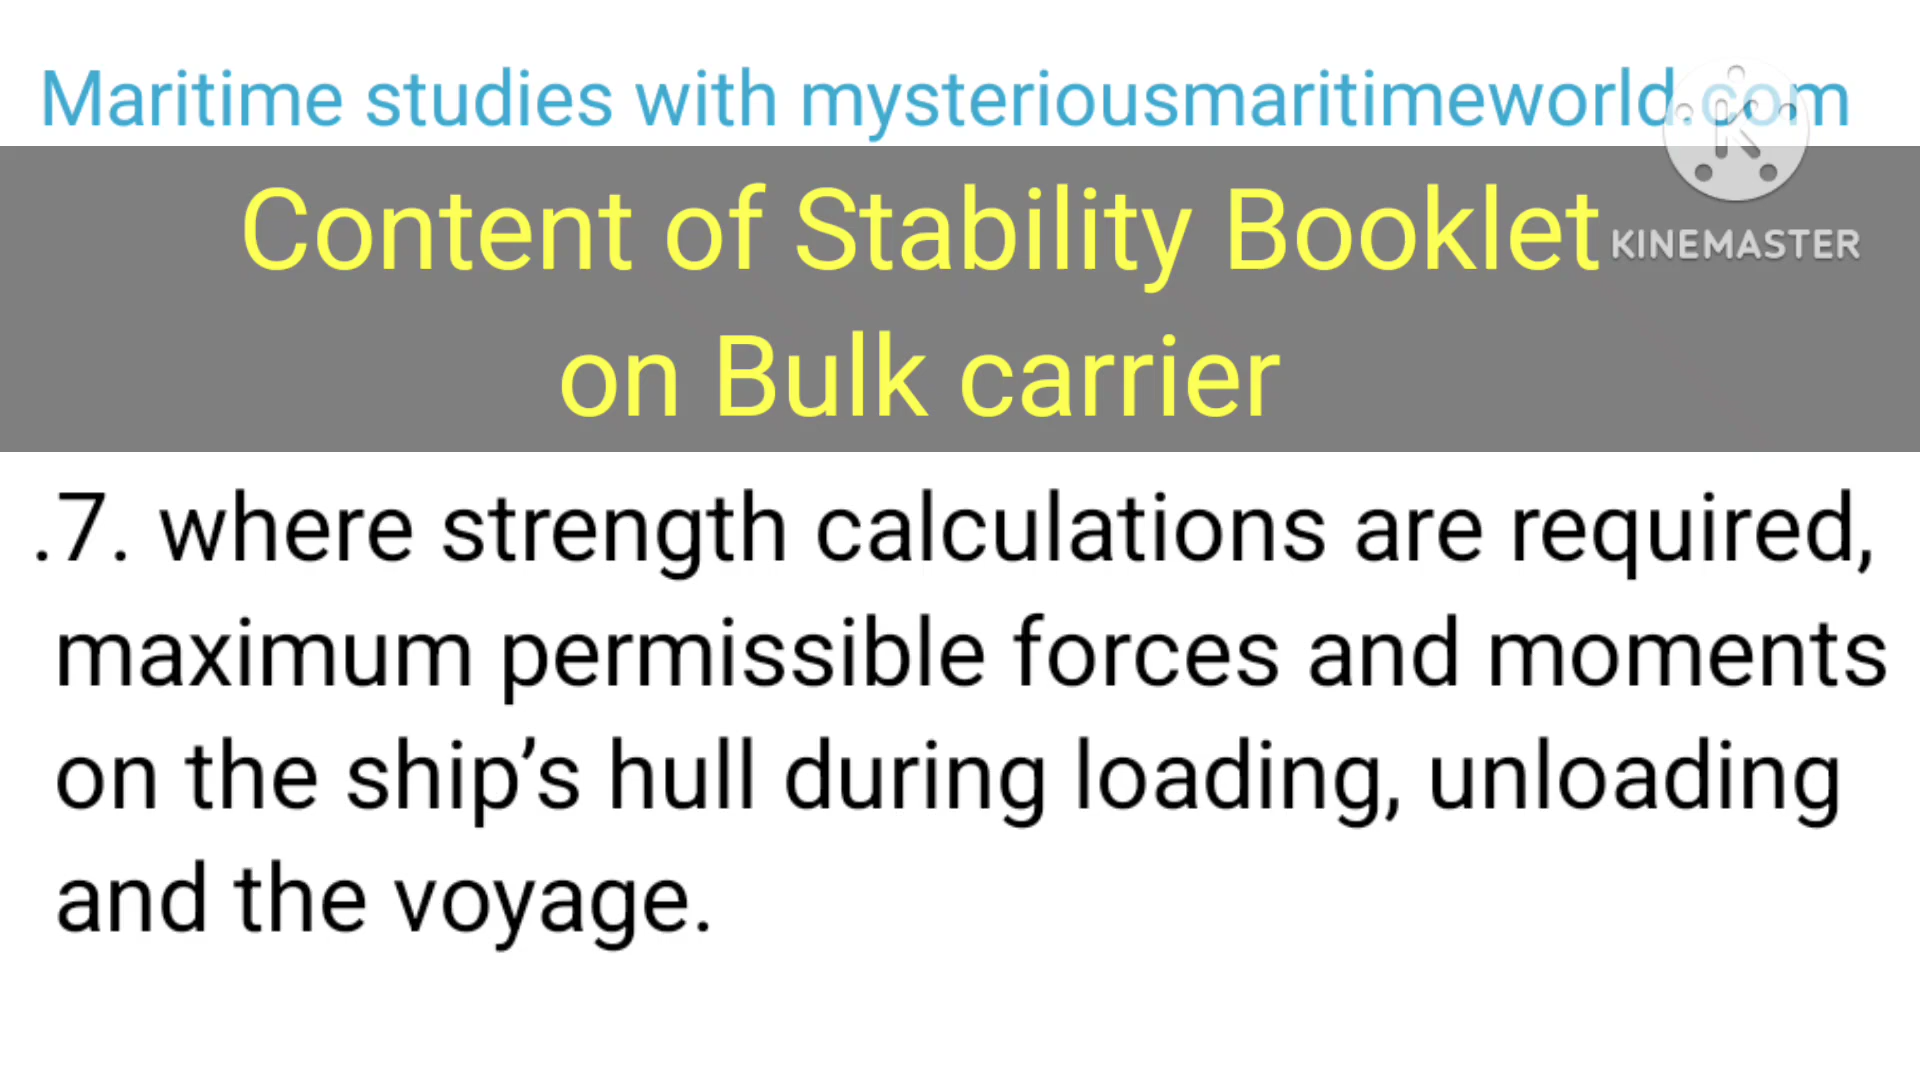 Maritime studies with mysteriousmaritimeworld.com
Content of Stability Booklet
KINEMASTER
on Bulk carrier
.7. where strength calculations are required,
maximum permissible forces and moments
on the ship’s hull during loading, unloading
and the voyage.